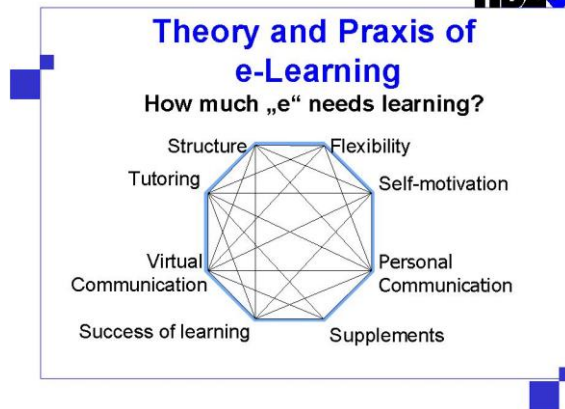 Theory and Praxis of
e-Learning
How much „e“ needs learning?
Structure
Flexibility
Tutoring
Self-motivation
Virtual
Communication
Personal
Communication
Success of learning
Supplements